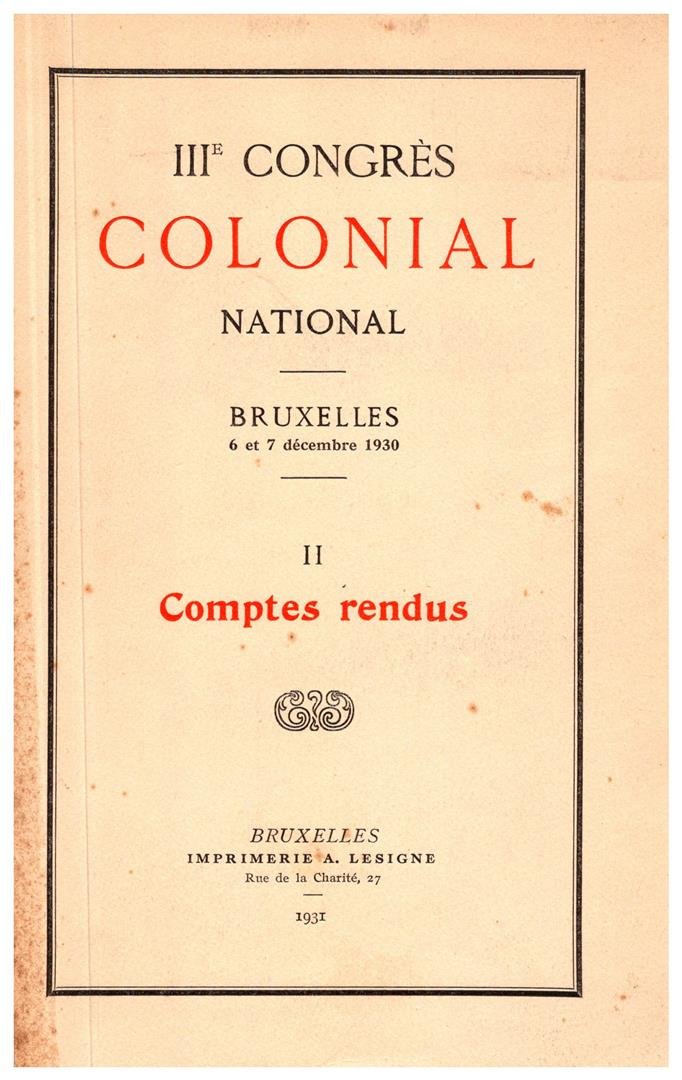 IIIᴱ CONGRÈS
COLONIAL
NATIONAL
BRUXELLES
6 et 7 décembre 1930
II
Comptes rendus
BRUXELLES
IMPRIMERIE A. LESIGNE
Rue de la Charité, 27
1931